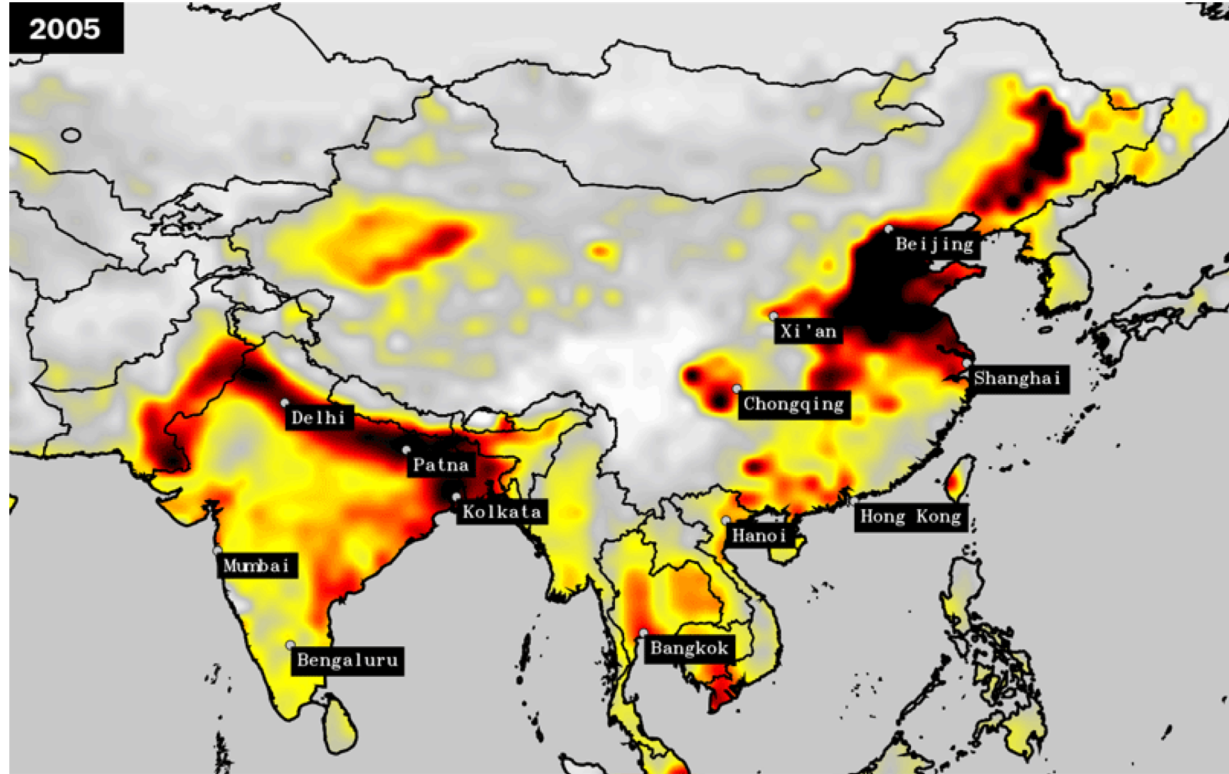 2005
Beijing
Xi'an
Shanghai
Chongqing
Delhi
Patna
Kolkata
Hong Kong
Hanoi
Mumbai
Bangkok
Bengaluru